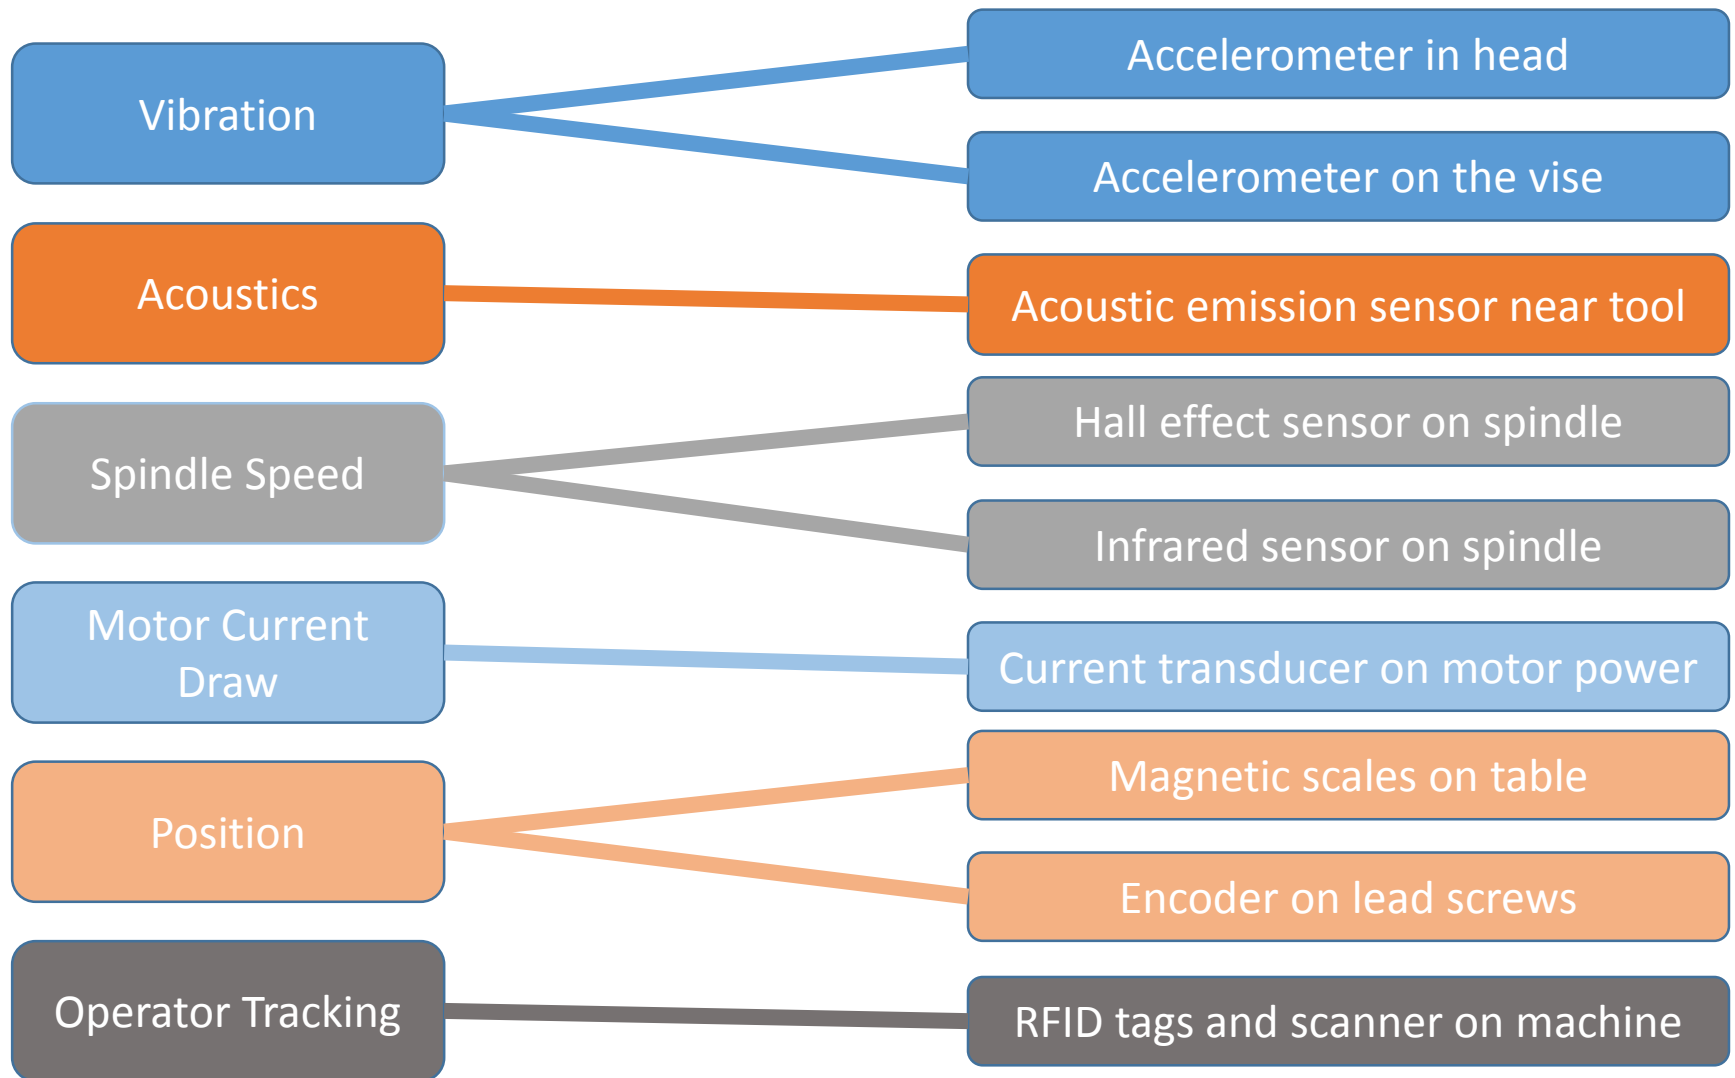 Vibration
Accelerometer in head
Accelerometer on the vise
Acoustics
Acoustic emission sensor near tool
Spindle Speed
Hall effect sensor on spindle
Infrared sensor on spindle
Motor Current
Draw
Current transducer on motor power
Position
Magnetic scales on table
Encoder on lead screws
Operator Tracking
RFID tags and scanner on machine